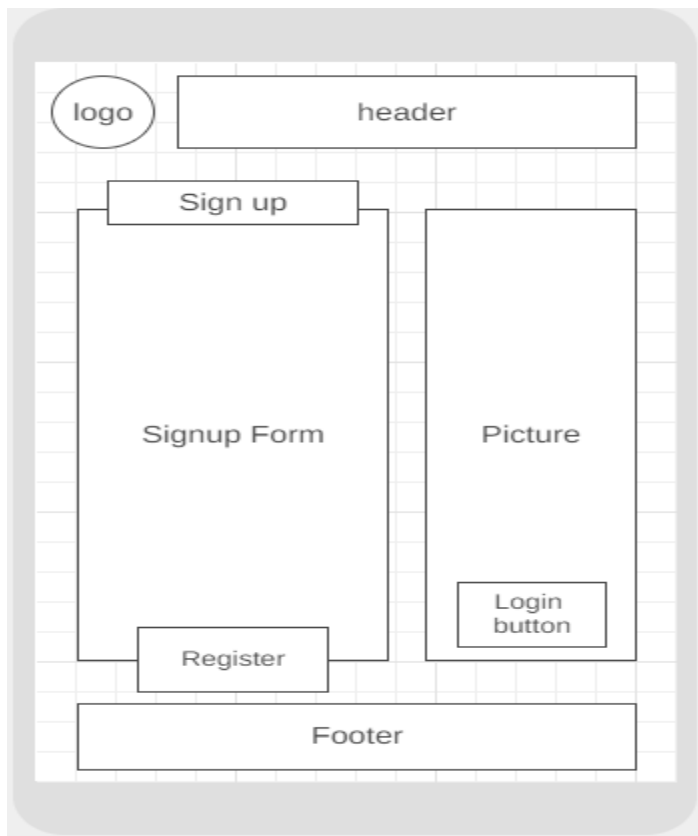 logo
header
Sign up
Signup Form
Picture
Login
button
Register
Footer